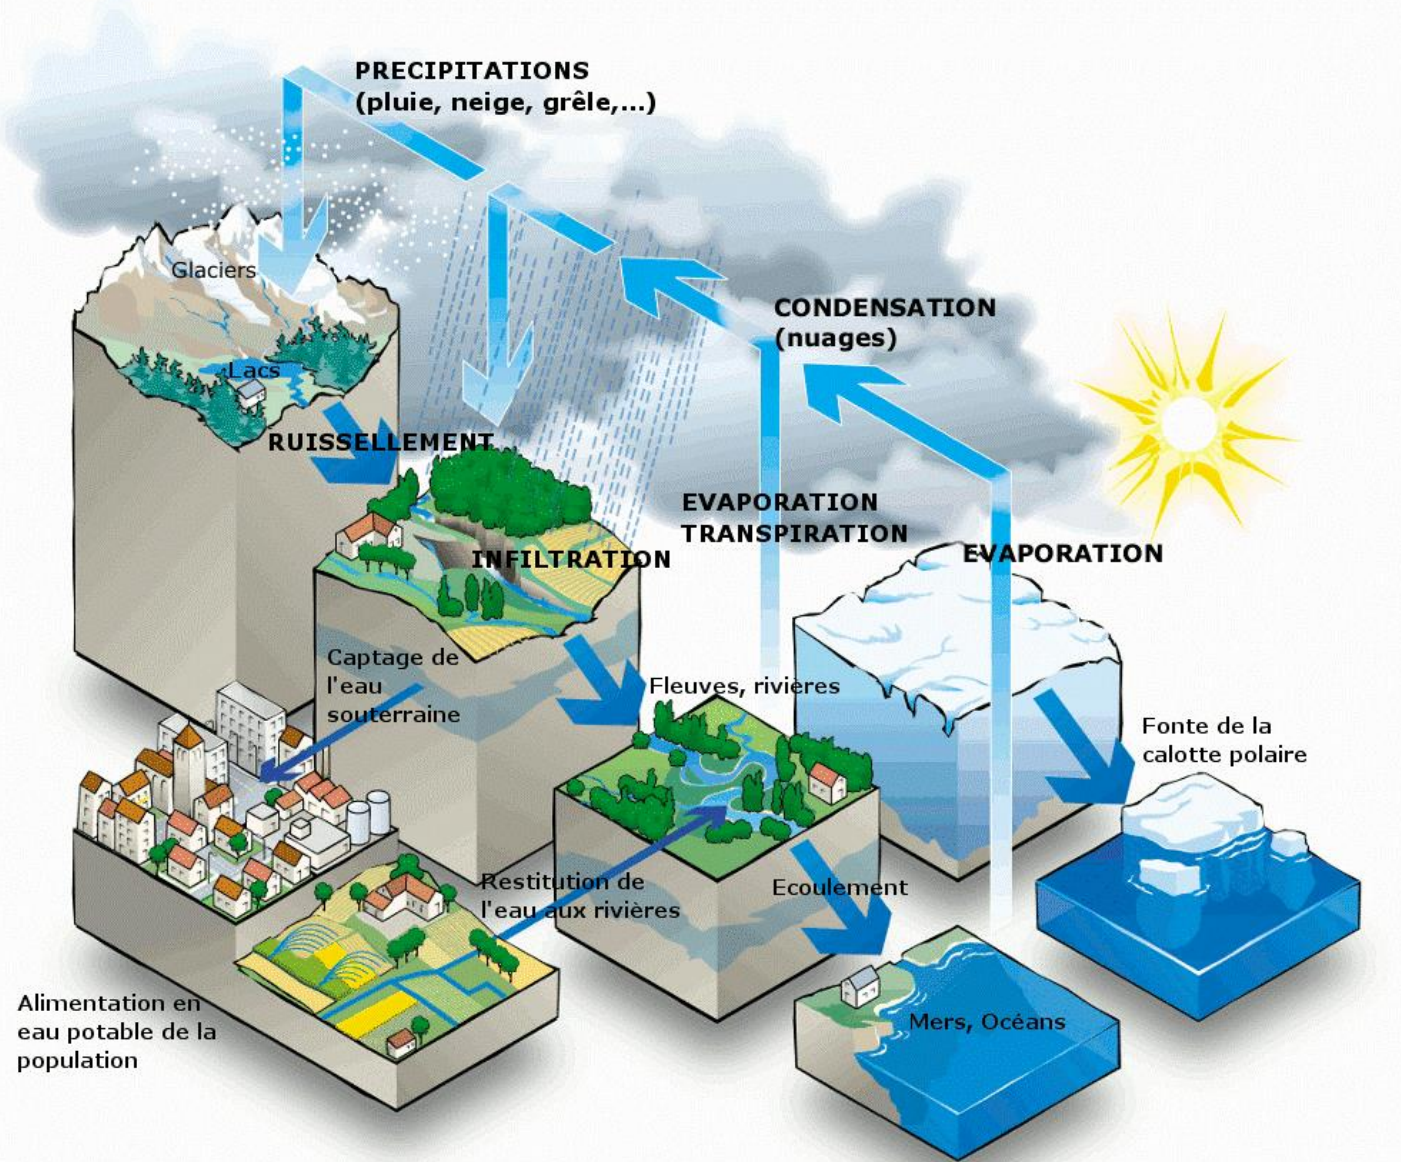 PRECIPITATIONS
(pluie, neige, grêle,...)
Glaciers
CONDENSATION
(nuages)
Lacs
RUISSELLEMENT
EVAPORATION
TRANSPIRATION
EVAPORATION
INFILTRATION
Captage de
l'eau
souterraine
Fleuves, rivières
Fonte de la
calotte polaire
Restitution de
l'eau aux rivières
Ecoulement
Alimentation en
eau potable de la
population
Mers, Océans